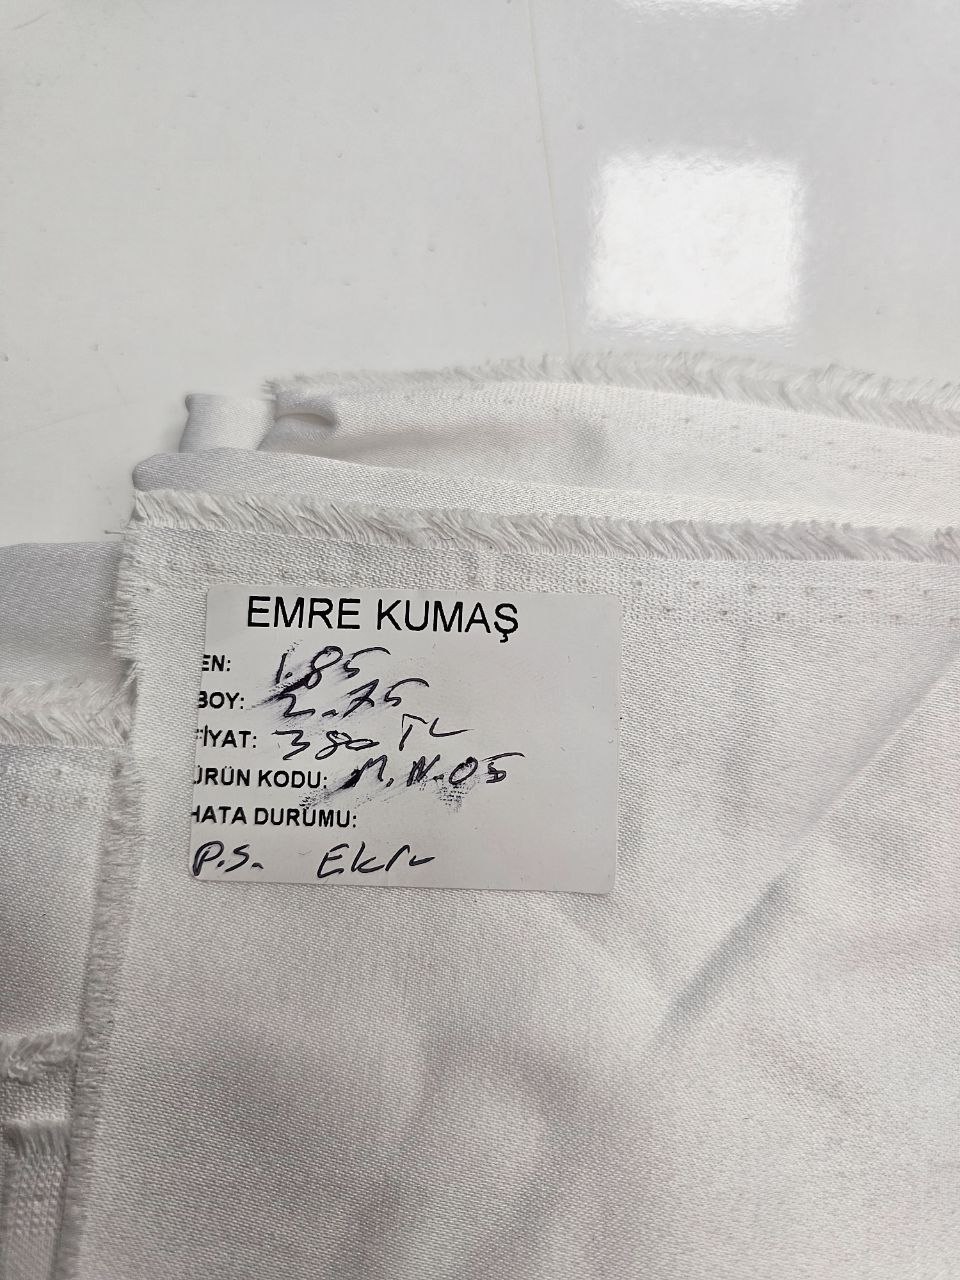 EMRE KUMAŞ
EN: 1.85
BOY: 2.75
FİYAT: 380 TL
ÜRÜN KODU: M.N.05
HATA DURUMU:
P.S. Ekru